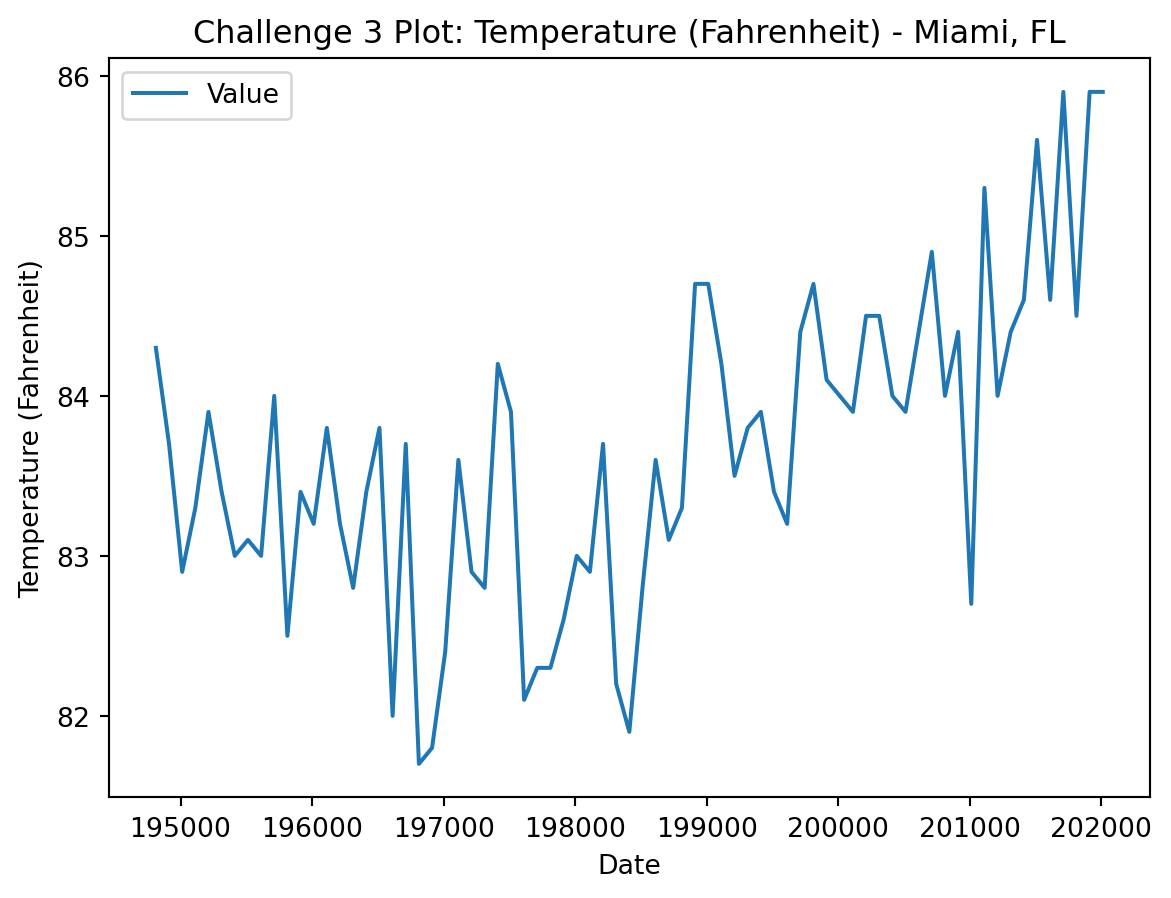 Challenge 3 Plot: Temperature (Fahrenheit) - Miami, FL
Value
86
85
84
83
82
Temperature (Fahrenheit)
195000 196000 197000 198000 199000 200000 201000 202000
Date